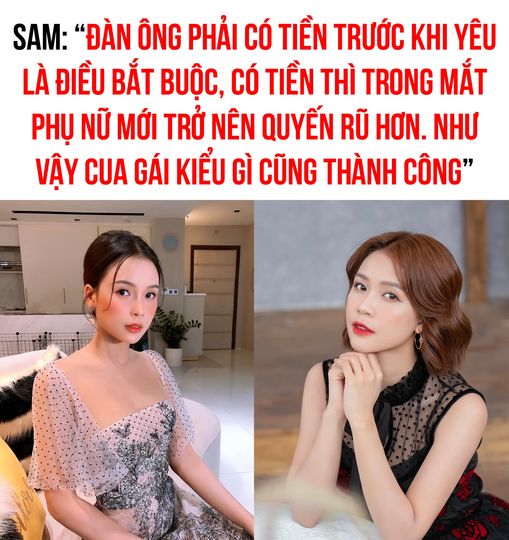 SAM: “ĐÀN ÔNG PHẢI CÓ TIỀN TRƯỚC KHI YÊU
LÀ ĐIỀU BẮT BUỘC, CÓ TIỀN THÌ TRONG MẮT
PHỤ NỮ MỚI TRỞ NÊN QUYẾN RŨ HƠN. NHƯ
VẬY CUA GÁI KIỂU GÌ CŨNG THÀNH CÔNG”